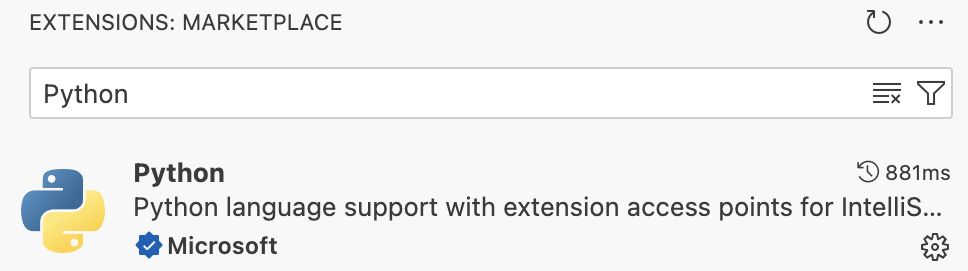 EXTENSIONS: MARKETPLACE
Python
Python 881ms
Python language support with extension access points for IntelliS...
Microsoft